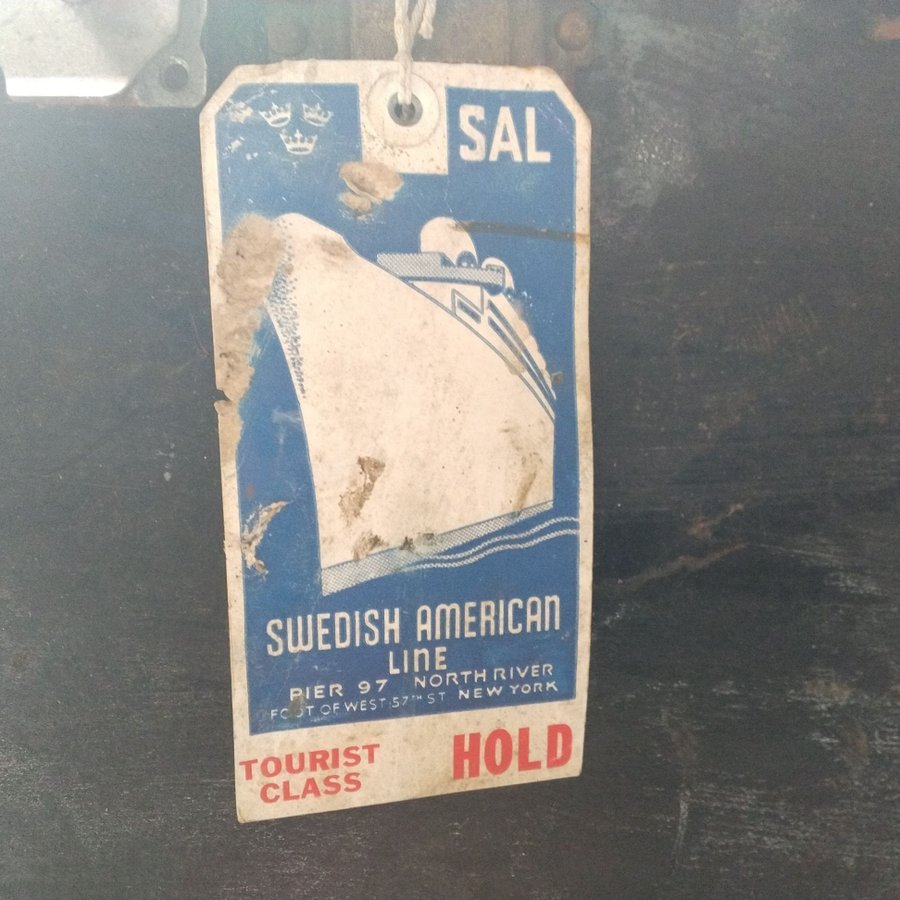 SAL
SWEDISH AMERICAN
LINE
PIER 97 NORTH RIVER
FOOT OF WEST 57TH ST NEW YORK
TOURIST
CLASS
HOLD